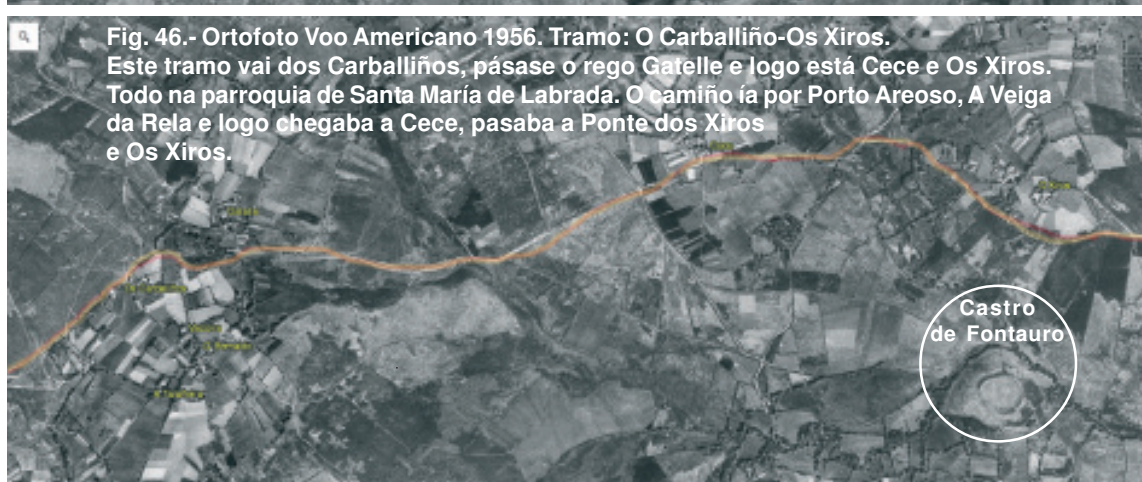 Fig. 46.- Ortofoto Voo Americano 1956. Tramo: O Carballiño-Os Xiros.
Este tramo vai dos Carballiños, pásase o rego Gatelle e logo está Cece e Os Xiros.
Todo na parroquia de Santa María de Labrada. O camiño ía por Porto Areoso, A Veiga
da Rela e logo chegaba a Cece, pasaba a Ponte dos Xiros
e Os Xiros.
Castro
de Fontauro